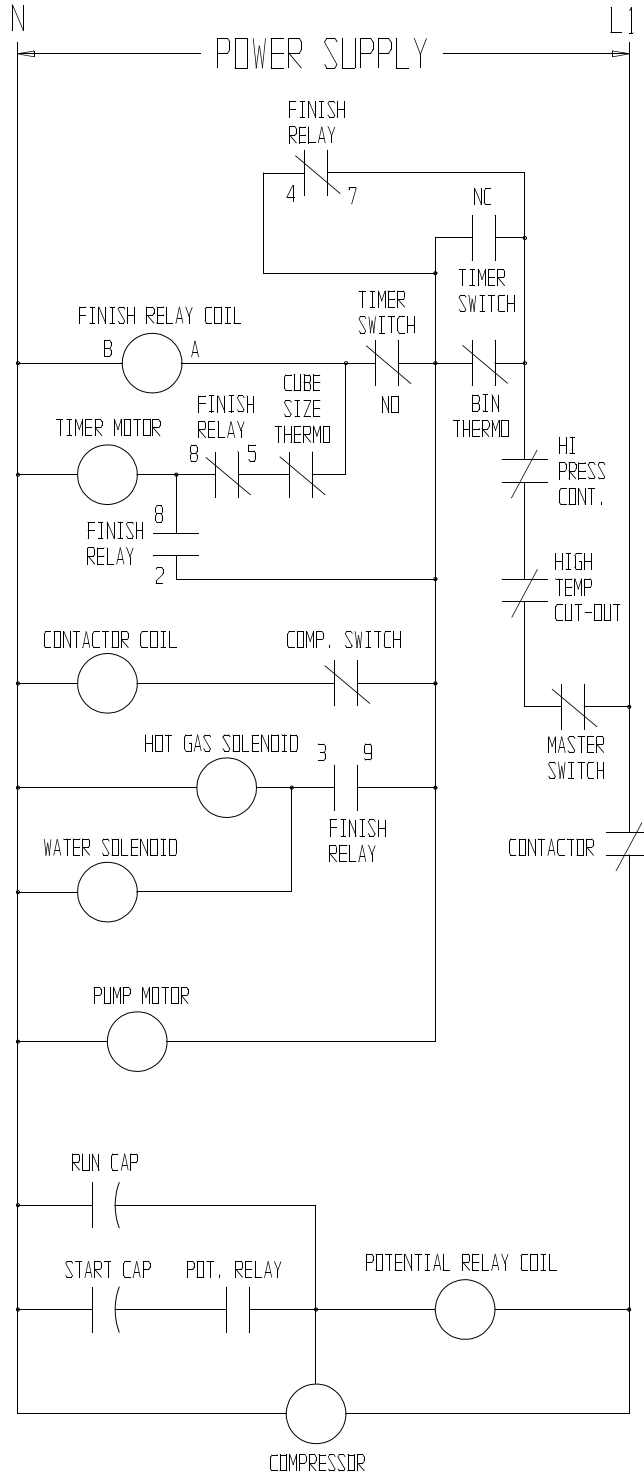 N
L1
POWER SUPPLY
FINISH
RELAY
4
7
NC
TIMER
SWITCH
TIMER
SWITCH
FINISH RELAY COIL
B
A
NO
BIN
THERMO
CUBE
SIZE
THERMO
FINISH
RELAY
8
5
TIMER MOTOR
HI
PRESS
CONT.
8
FINISH
RELAY
2
HIGH
TEMP
CUT-OUT
CONTACTOR COIL
COMP. SWITCH
MASTER
SWITCH
HOT GAS SOLENOID
3
9
FINISH
RELAY
WATER SOLENOID
CONTACTOR
PUMP MOTOR
RUN CAP
START CAP
POT. RELAY
POTENTIAL RELAY COIL
COMPRESSOR